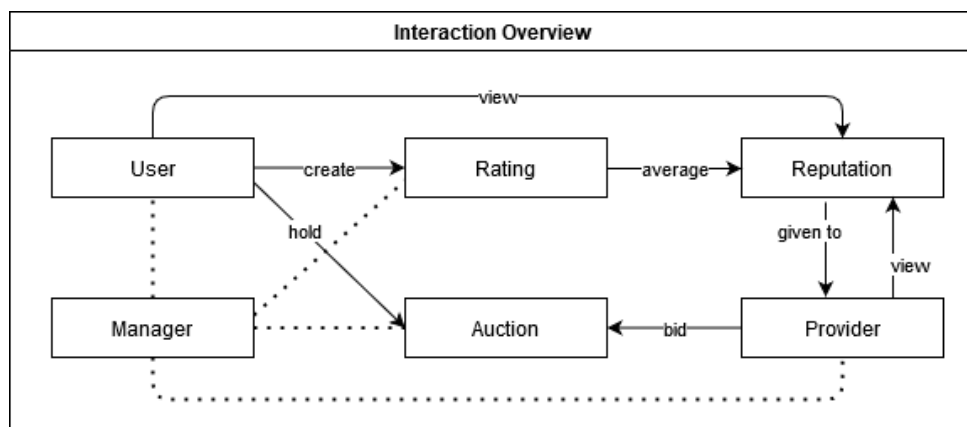 Interaction Overview
view
User
create
Rating
average
Reputation
hold
given to
view
Manager
Auction
bid
Provider